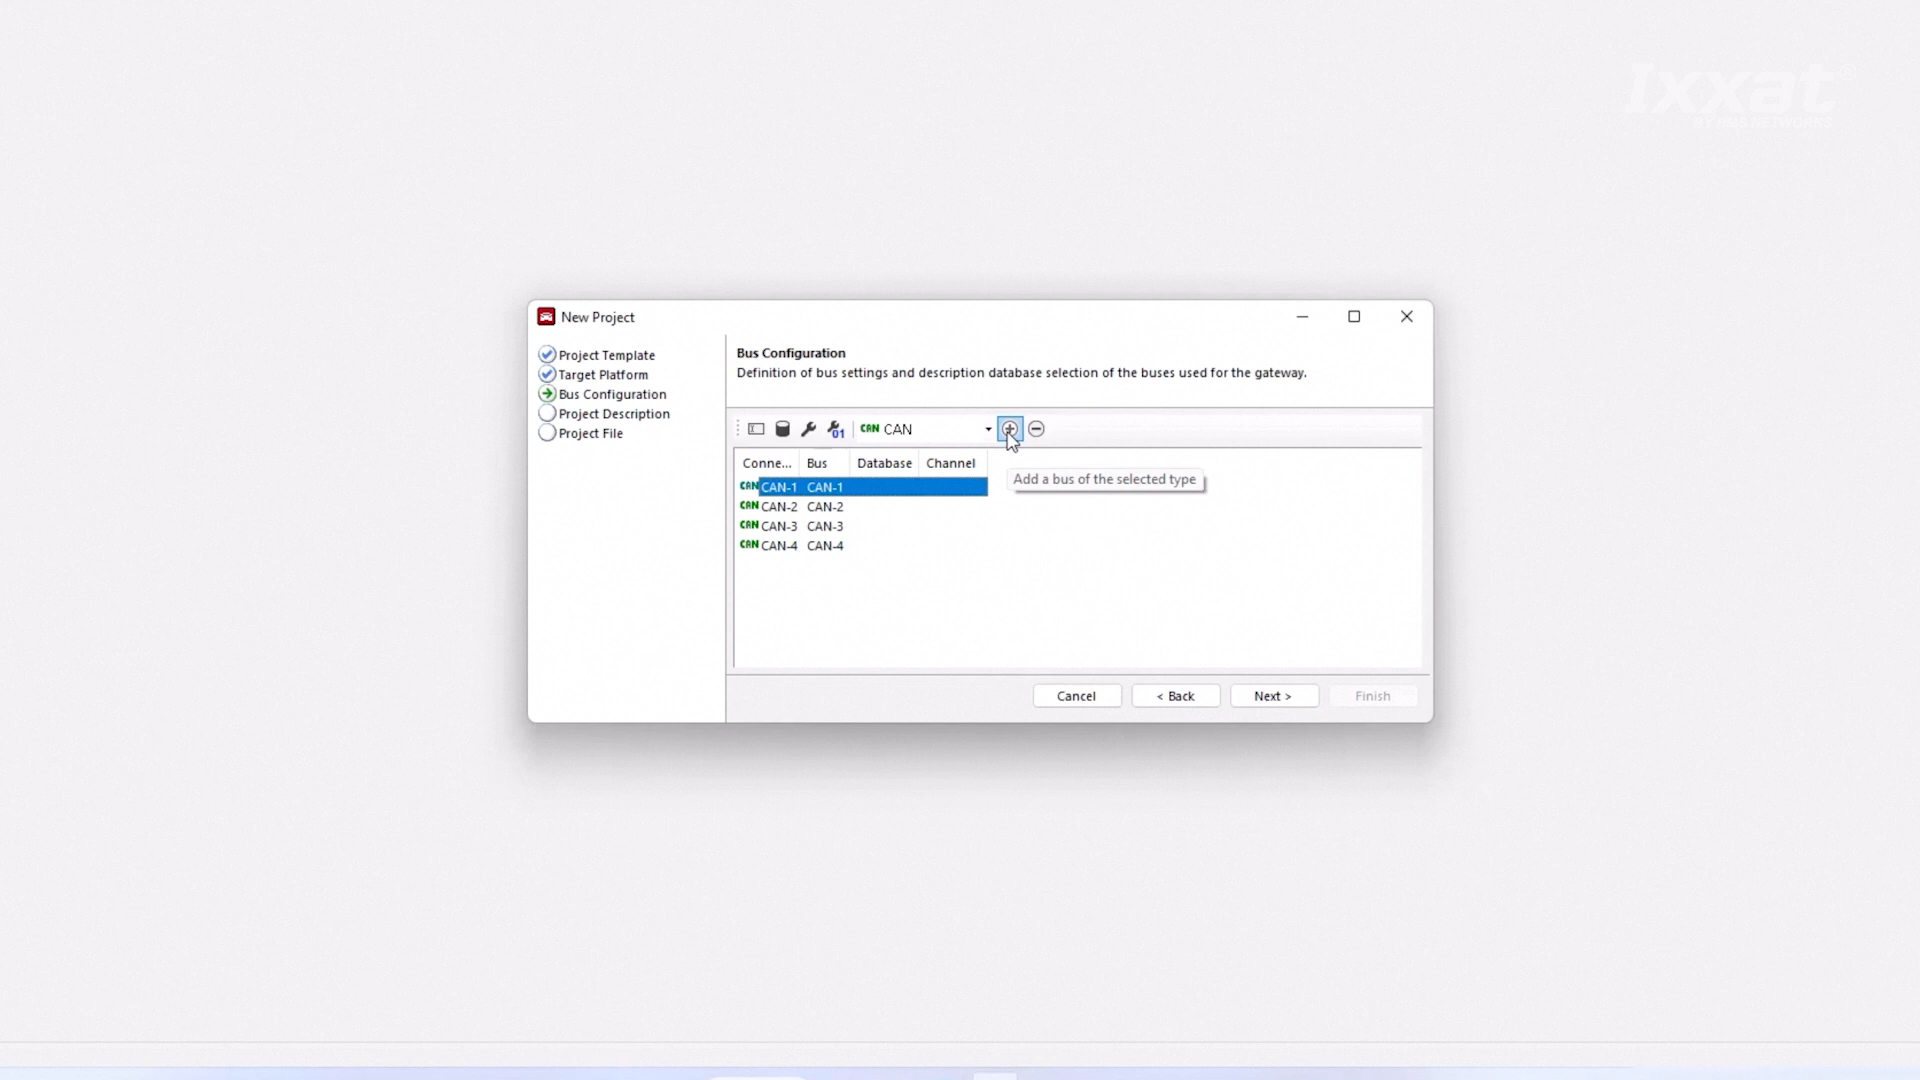 Ixxat®
New Project
Project Template
Target Platform
Bus Configuration
Project Description
Project File
Bus Configuration
Definition of bus settings and description database selection of the buses used for the gateway.
01 CAN CAN
Conne... Bus Database Channel
CAN CAN-1 CAN-1
CAN CAN-2 CAN-2
CAN CAN-3 CAN-3
CAN CAN-4 CAN-4
Add a bus of the selected type
Cancel < Back Next > Finish